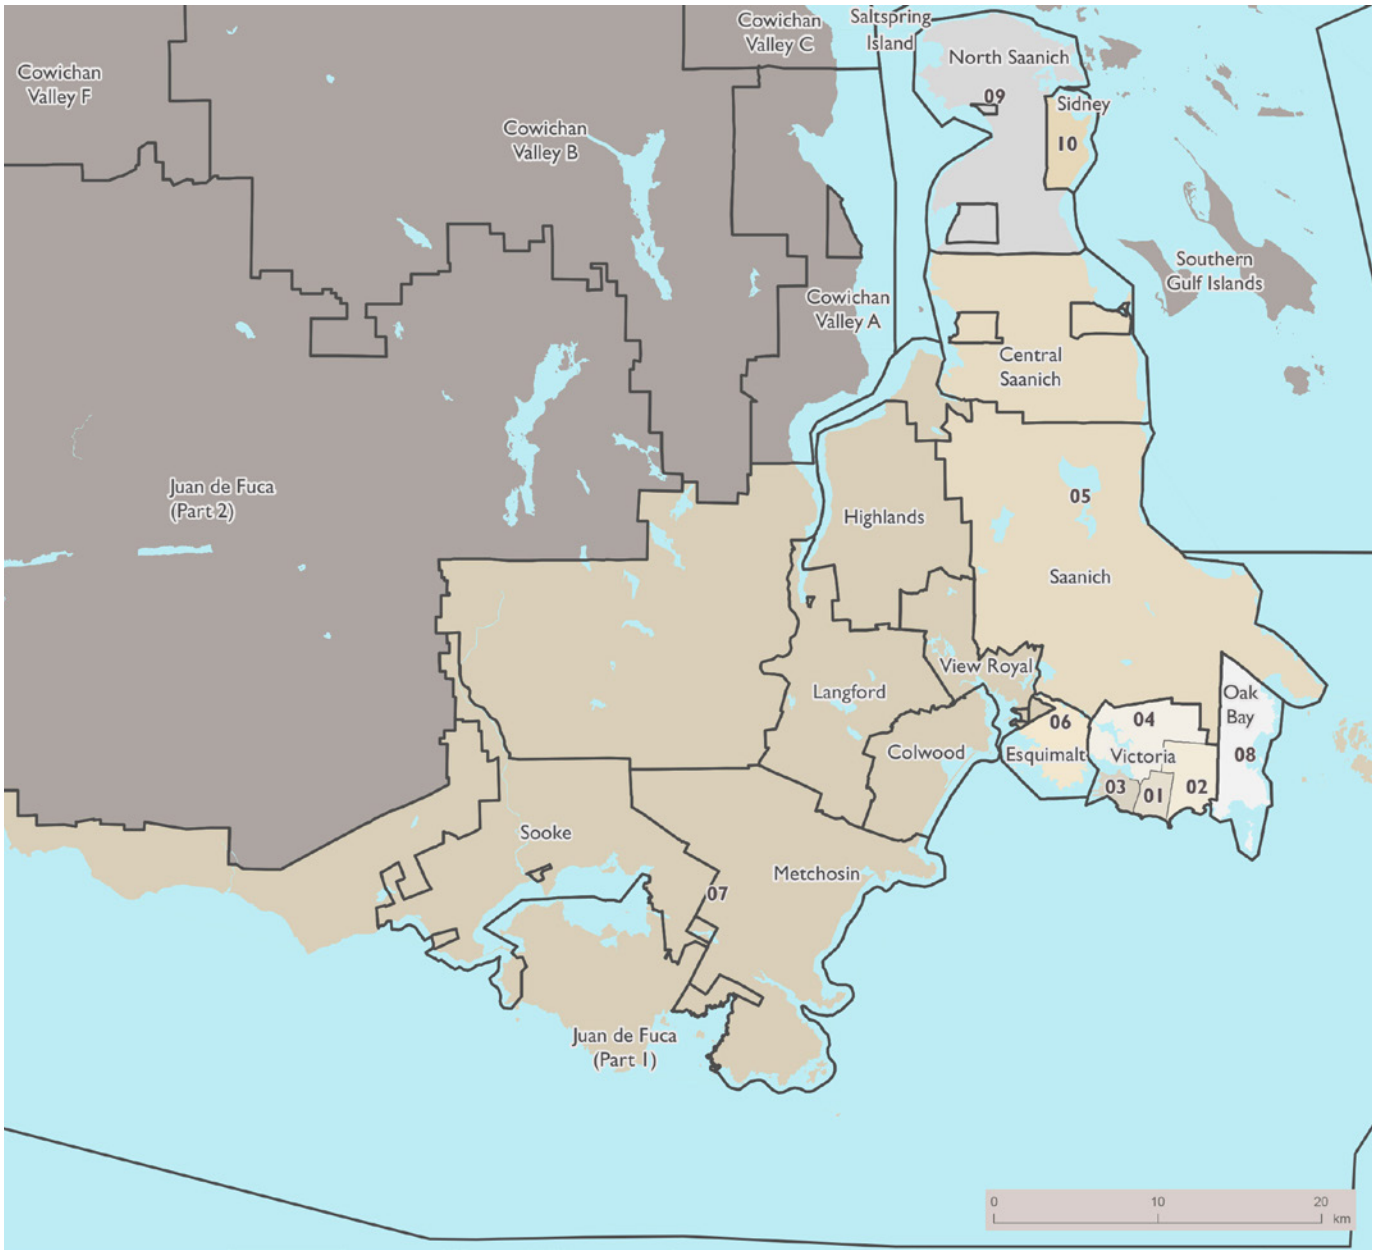 Cowichan
Valley C
Saltspring
Island
North Saanich
Cowichan
Valley F
09
Sidney
Cowichan
Valley B
10
Southern
Gulf Islands
Cowichan
Valley A
Central
Saanich
Juan de Fuca
(Part 2)
05
Highlands
Saanich
View Royal
Langford
Oak
Bay
06
04
Colwood
Esquimalt
Victoria
08
03
01
02
Sooke
Metchosin
07
Juan de Fuca
(Part 1)
0
10
20
km